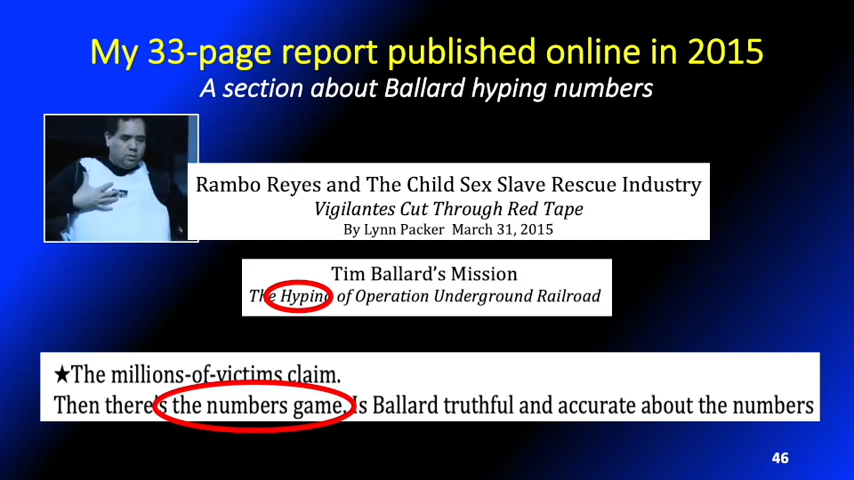 My 33-page report published online in 2015
A section about Ballard hyping numbers
Rambo Reyes and The Child Sex Slave Rescue Industry
Vigilantes Cut Through Red Tape
By Lynn Packer March 31, 2015
Tim Ballard's Mission
The Hyping of Operation Underground Railroad
★The millions-of-victims claim.
Then there's the numbers game. Is Ballard truthful and accurate about the numbers
46